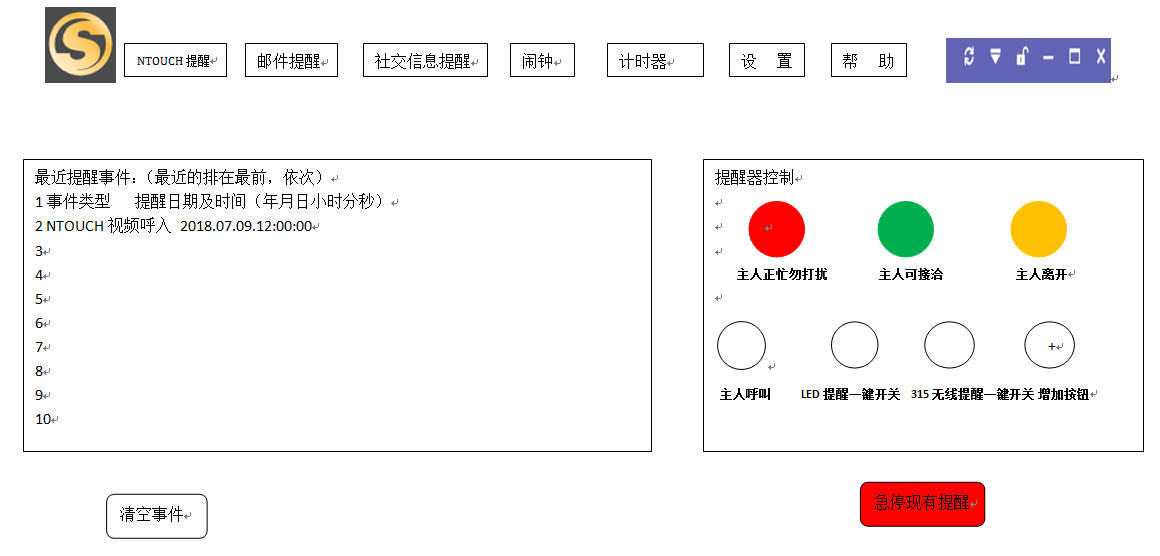 NTOUCH 提醒
邮件提醒
社交信息提醒
闹钟
计时器
设 置
帮 助
最近提醒事件：（最近的排在最前，依次）
1 事件类型 提醒日期及时间（年月日小时分秒）
2 NTOUCH 视频呼入 2018.07.09.12:00:00
3
4
5
6
7
8
9
10
清空事件
提醒器控制
主人正忙勿打扰 主人可接洽 主人离开
+
主人呼叫 LED 提醒一键开关 315 无线提醒一键开关 增加按钮
急停现有提醒